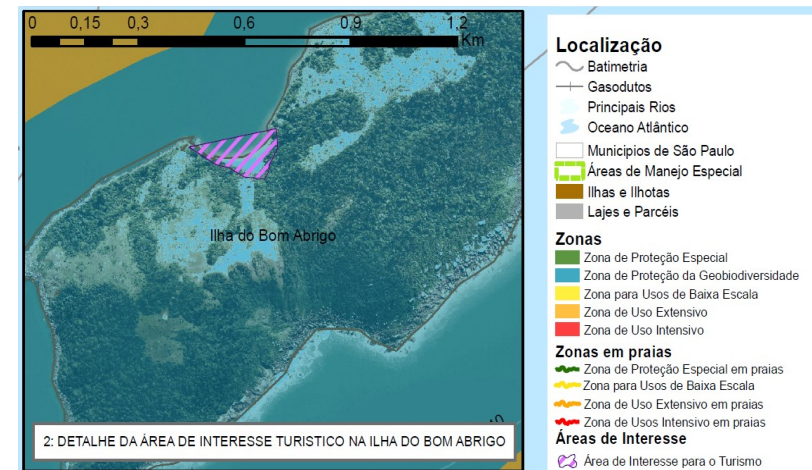 0 0,15 0,3 0,6 0,9 1,2
Km
Ilha do Bom Abrigo
40
2: DETALHE DA ÁREA DE INTERESSE TURISTICO NA ILHA DO BOM ABRIGO
Localização
Batimetria
Gasodutos
Principais Rios
Oceano Atlântico
Municipios de São Paulo
Áreas de Manejo Especial
Ilhas e Ilhotas
Lajes e Parcéis
Zonas
Zona de Proteção Especial
Zona de Proteção da Geobiodiversidade
Zona para Usos de Baixa Escala
Zona de Uso Extensivo
Zona de Uso Intensivo
Zonas em praias
Zona de Proteção Especial em praias
Zona para Usos de Baixa Escala
Zona de Uso Extensivo em praias
Zona de Usos Intensivo em praias
Áreas de Interesse
Área de Interesse para o Turismo